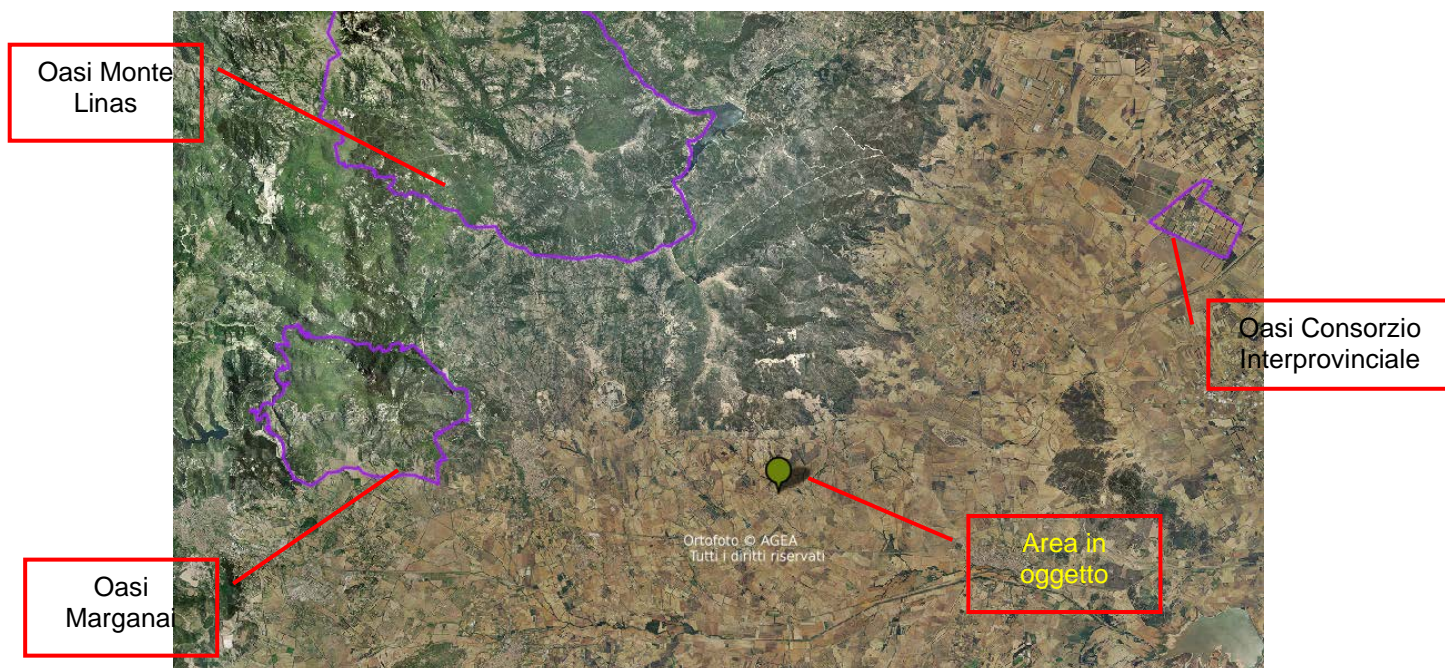 Oasi Monte
Linas
Oasi Consorzio
Interprovinciale
Ortofoto © AGEA
Tutti i diritti riservati
Area in
oggetto
Oasi
Marganai